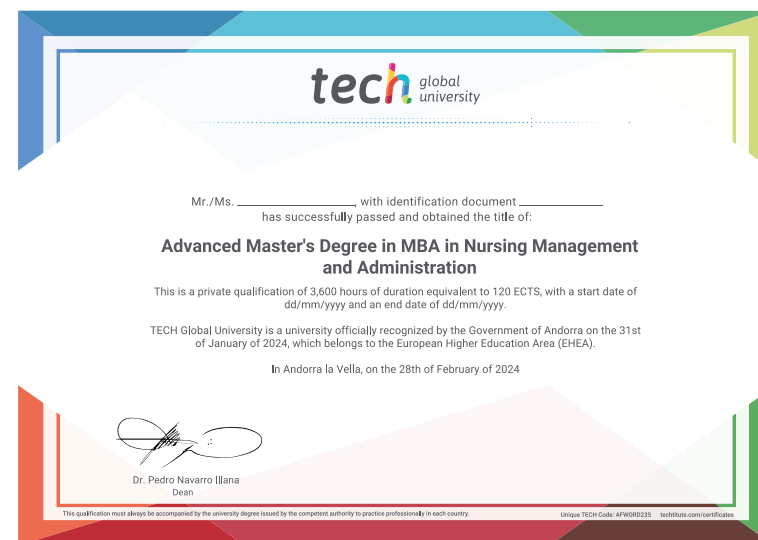 tech global university
Mr./Ms. ____________, with identification document ____________
has successfully passed and obtained the title of:
Advanced Master's Degree in MBA in Nursing Management
and Administration
This is a private qualification of 3,600 hours of duration equivalent to 120 ECTS, with a start date of
dd/mm/yyyy and an end date of dd/mm/yyyy.
TECH Global University is a university officially recognized by the Government of Andorra on the 31st
of January of 2024, which belongs to the European Higher Education Area (EHEA).
In Andorra la Vella, on the 28th of February of 2024
Dr. Pedro Navarro Illana
Dean
This qualification must always be accompanied by the university degree issued by the competent authority to practice professionally in each country.
Unique TECH Code: AFWORD23S techtitute.com/certificates